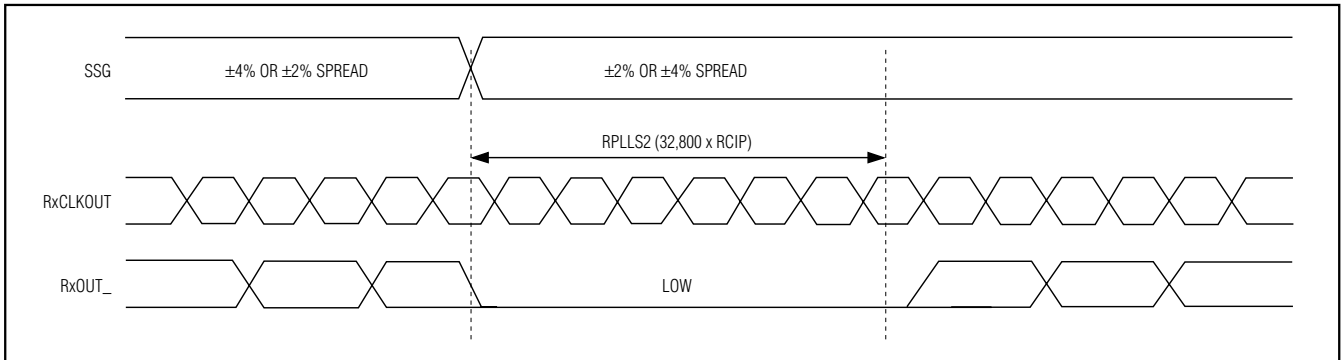 SSG
±4% OR ±2% SPREAD
±2% OR ±4% SPREAD
RPLLS2 (32,800 x RCIP)
RxCLKOUT
RxOUT_
LOW